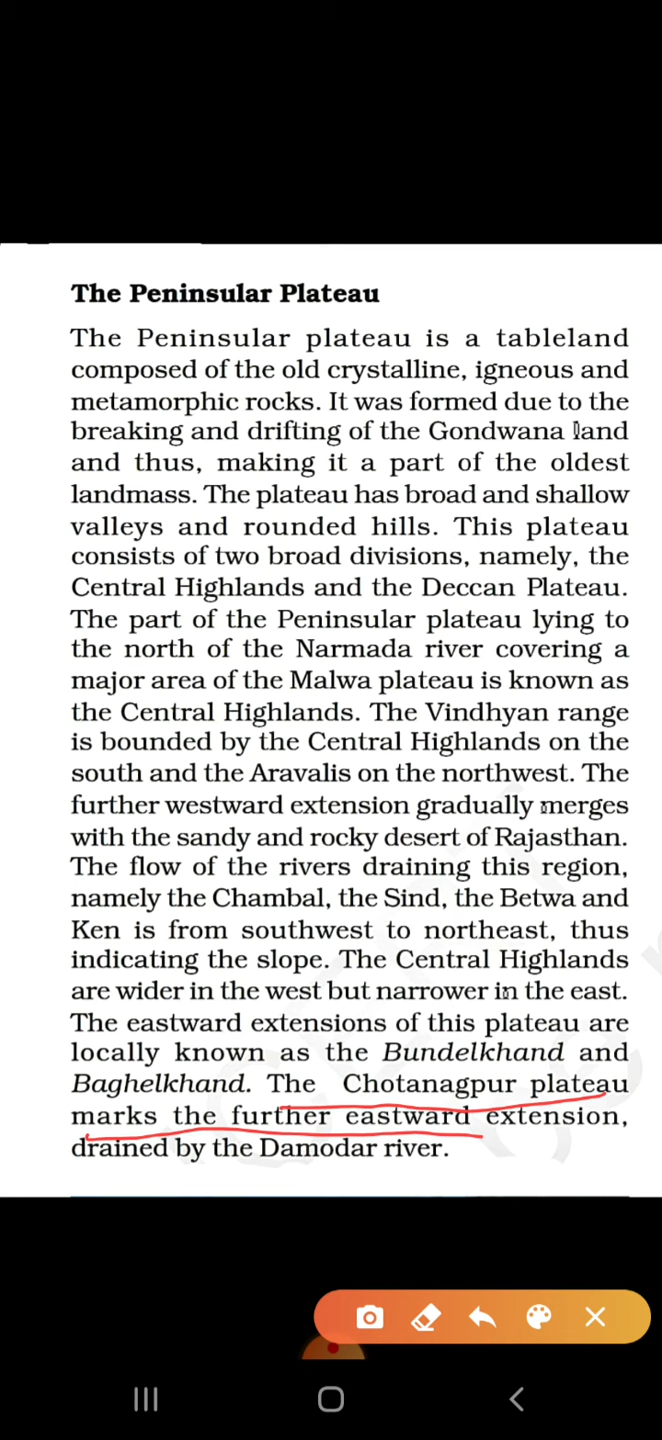 The Peninsular Plateau
The Peninsular plateau is a tableland
composed of the old crystalline, igneous and
metamorphic rocks. It was formed due to the
breaking and drifting of the Gondwana land
and thus, making it a part of the oldest
landmass. The plateau has broad and shallow
valleys and rounded hills. This plateau
consists of two broad divisions, namely, the
Central Highlands and the Deccan Plateau.
The part of the Peninsular plateau lying to
the north of the Narmada river covering a
major area of the Malwa plateau is known as
the Central Highlands. The Vindhyan range
is bounded by the Central Highlands on the
south and the Aravalis on the northwest. The
further westward extension gradually merges
with the sandy and rocky desert of Rajasthan.
The flow of the rivers draining this region,
namely the Chambal, the Sind, the Betwa and
Ken is from southwest to northeast, thus
indicating the slope. The Central Highlands
are wider in the west but narrower in the east.
The eastward extensions of this plateau are
locally known as the Bundelkhand and
Baghelkhand. The Chotanagpur plateau
marks the further eastward extension,
drained by the Damodar river.